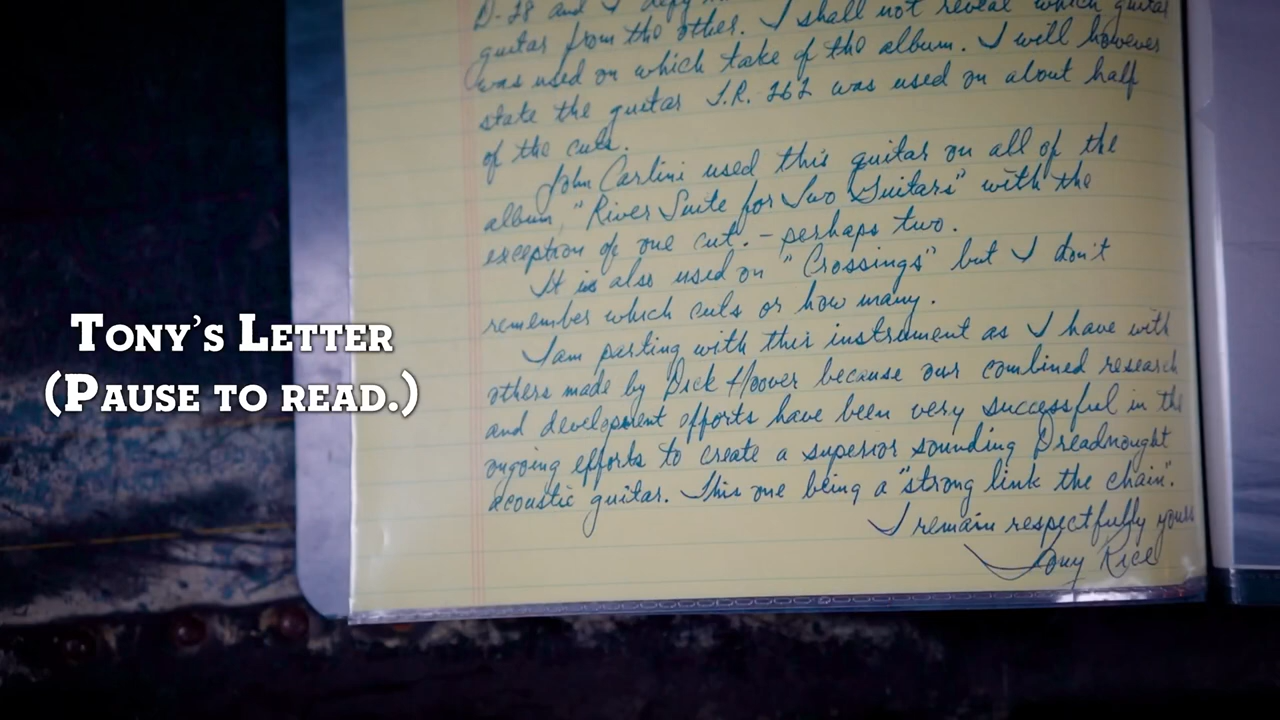 D-28 and I defy
guitar from the other. I shall not reveal which guitar
was used on which take of the album. I will however
state the guitar T.R. 262 was used on about half
of the cuts.
John Carlini used this guitar on all of the
album, "River Suite for Two Guitars" with the
exception of one cut. - perhaps two.
It is also used on "Crossings" but I don't
remember which cuts or how many.
I am parting with this instrument as I have with
others made by Dick Hoover because our combined research
and development efforts have been very successful in the
ongoing efforts to create a superior sounding Dreadnought
acoustic guitar. This one being a "strong link the chain".
I remain respectfully yours
Tony Rice
Tony's Letter
(Pause to read.)